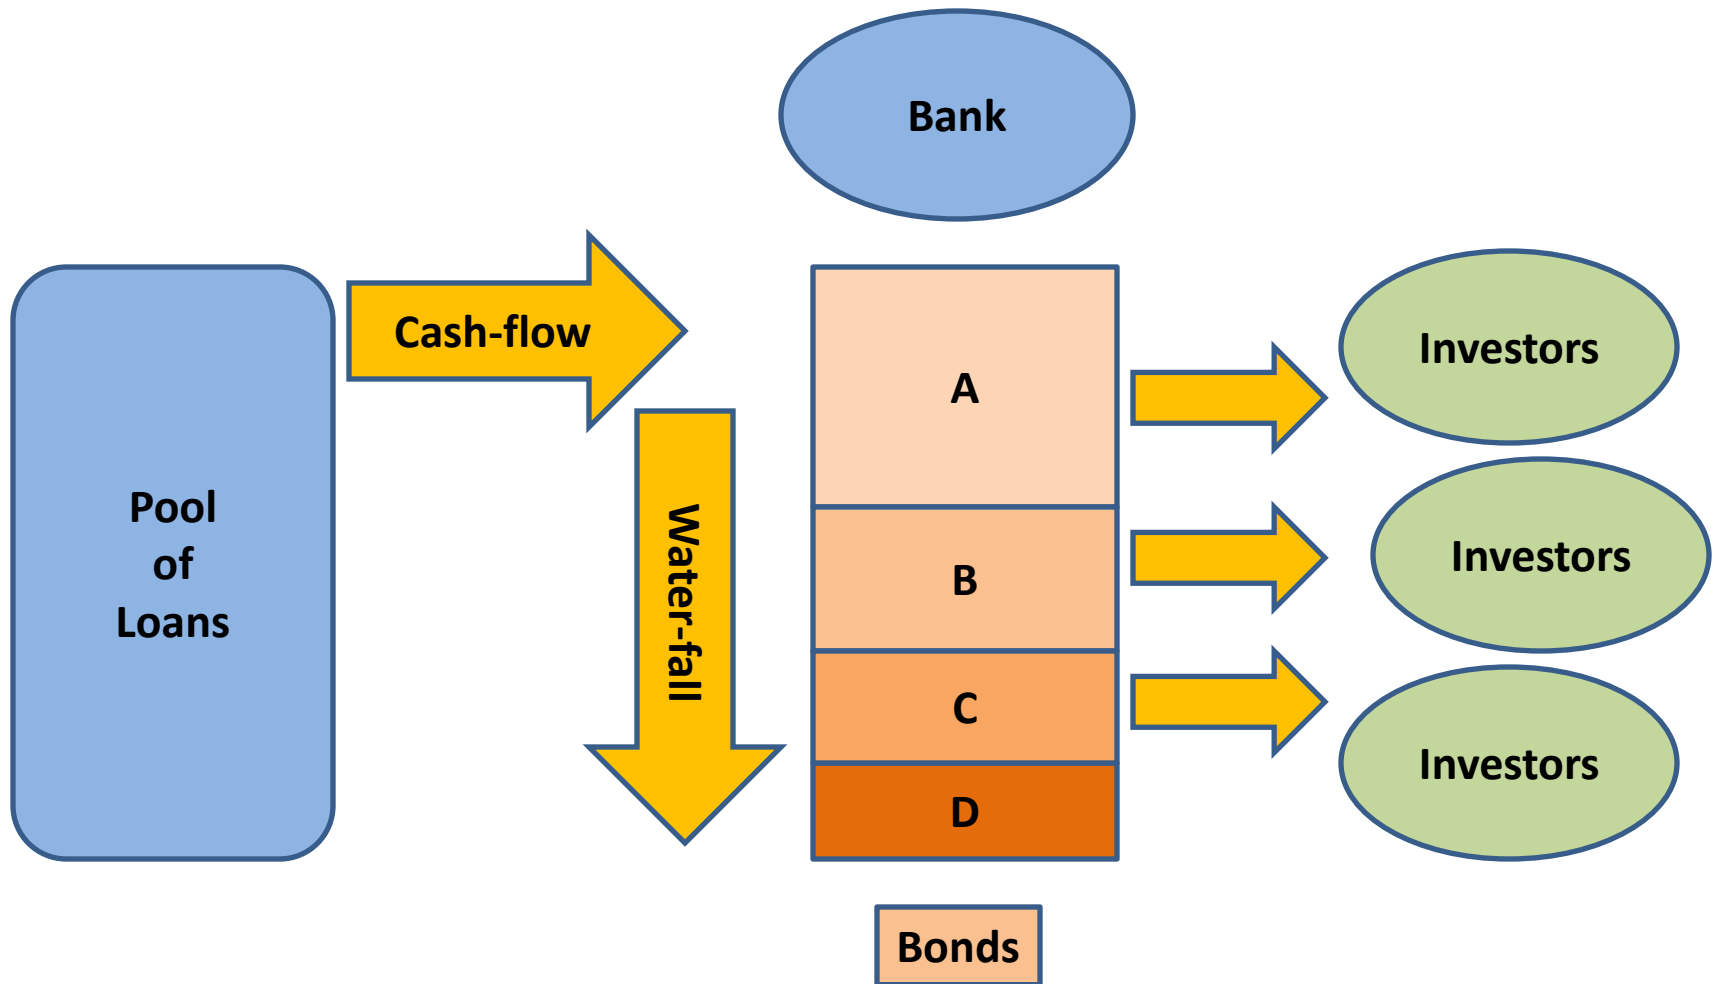 Bank
Cash-flow
Investors
A
Pool
of
Loans
Water-fall
B
Investors
C
Investors
D
Bonds